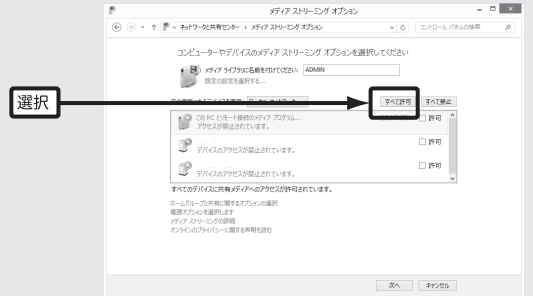 メディア ストリーミング オプション
« ネットワークと共有センター › メディア ストリーミング オプション
コントロール パネルの検索
コンピューターやデバイスのメディア ストリーミング オプションを選択してください
メディア ライブラリに名前を付けてください: ADMIN
既定の設定を選択する...
選択
すべて許可 すべて禁止
この PC とリモート接続のメディア プログラム...
アクセスが禁止されています。
許可
デバイスのアクセスが禁止されています。
許可
デバイスのアクセスが禁止されています。
許可
すべてのデバイスに共有メディアへのアクセスが許可されています。
ホームグループと共有に関するオプションの選択
電源オプションを選択します
メディア ストリーミングの詳細
オンラインのプライバシーに関する声明を読む
次へ キャンセル